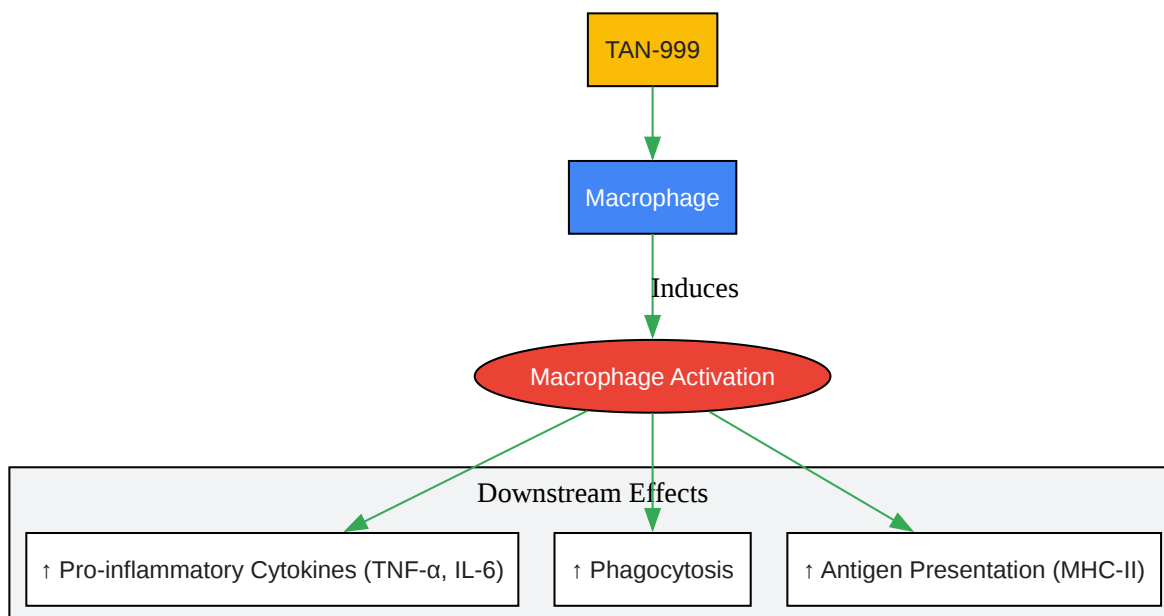 TAN-999
Macrophage
Induces
Macrophage Activation
Downstream Effects
↑ Pro-inflammatory Cytokines (TNF-α, IL-6)
↑ Phagocytosis
↑ Antigen Presentation (MHC-II)